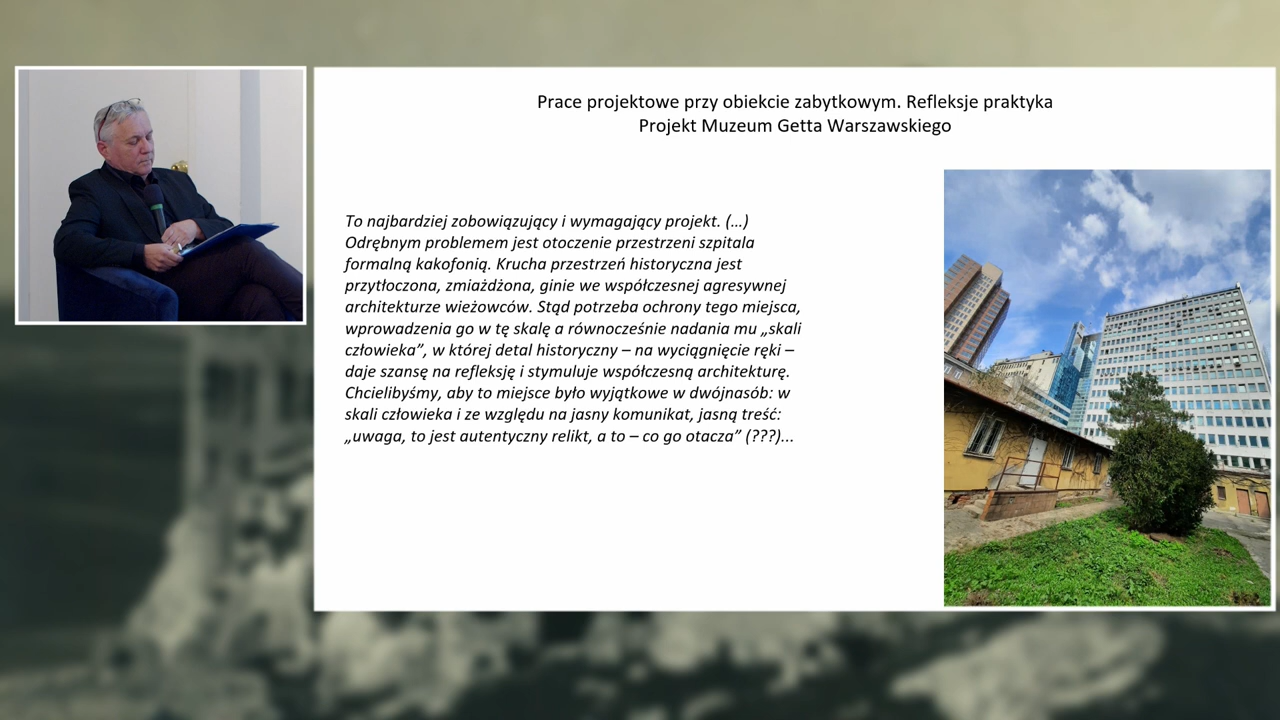 Prace projektowe przy obiekcie zabytkowym. Refleksje praktyka
Projekt Muzeum Getta Warszawskiego
To najbardziej zobowiązujący i wymagający projekt. (…)
Odrębnym problemem jest otoczenie przestrzeni szpitala
formalną kakofonią. Krucha przestrzeń historyczna jest
przytłoczona, zmiażdżona, ginie we współczesnej agresywnej
architekturze wieżowców. Stąd potrzeba ochrony tego miejsca,
wprowadzenia go w tę skalę a równocześnie nadania mu „skali
człowieka”, w której detal historyczny – na wyciągnięcie ręki –
daje szansę na refleksję i stymuluje współczesną architekturę.
Chcielibyśmy, aby to miejsce było wyjątkowe w dwójnasób: w
skali człowieka i ze względu na jasny komunikat, jasną treść:
„uwaga, to jest autentyczny relikt, a to – co go otacza” (???)...